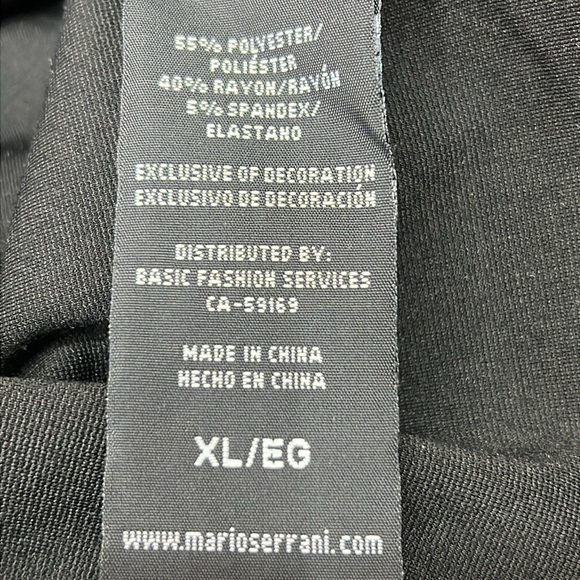 55% POLYESTER/
POLIÉSTER
40% RAYON/RAYÓN
5% SPANDEX/
ELASTANO
EXCLUSIVE OF DECORATION
EXCLUSIVO DE DECORACIÓN
DISTRIBUTED BY:
BASIC FASHION SERVICES
CA-59169
MADE IN CHINA
HECHO EN CHINA
XL/EG
www.marioserrani.com